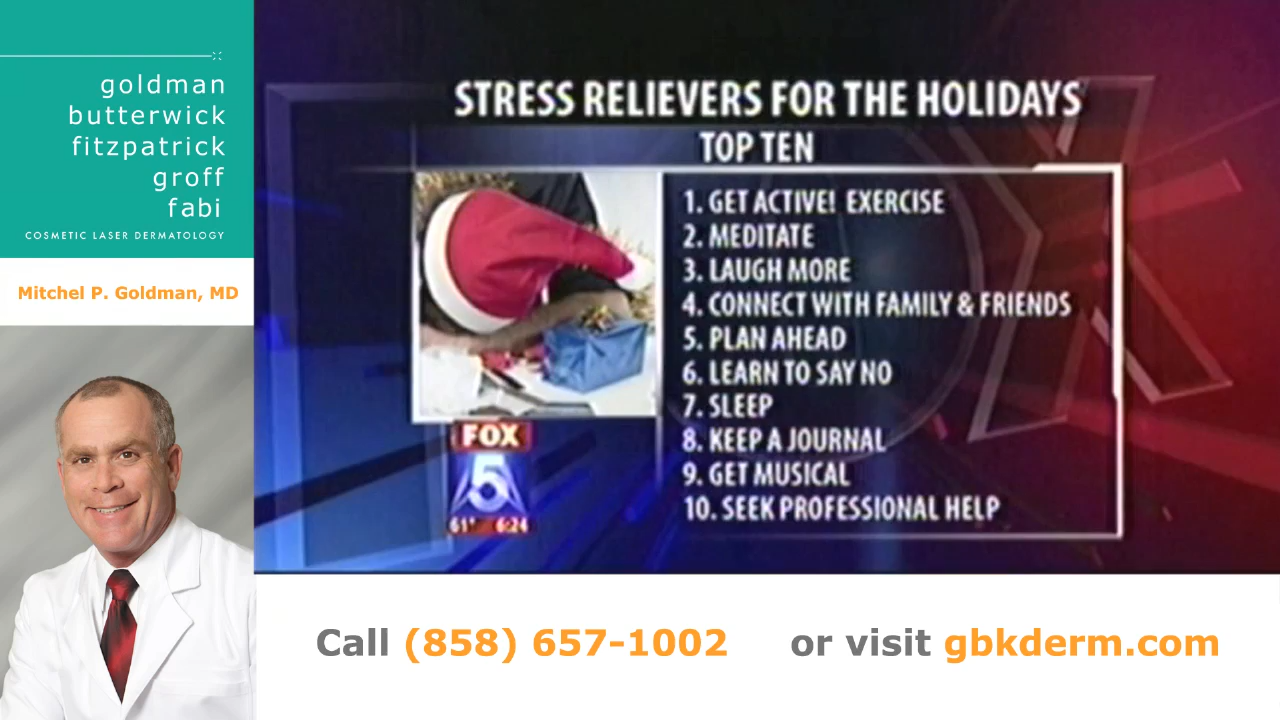 goldman
butterwick
fitzpatrick
groff
fabi
COSMETIC LASER DERMATOLOGY
Mitchel P. Goldman, MD
STRESS RELIEVERS FOR THE HOLIDAYS
TOP TEN
1. GET ACTIVE! EXERCISE
2. MEDITATE
3. LAUGH MORE
4. CONNECT WITH FAMILY & FRIENDS
5. PLAN AHEAD
6. LEARN TO SAY NO
7. SLEEP
8. KEEP A JOURNAL
9. GET MUSICAL
10. SEEK PROFESSIONAL HELP
FOX
5
61° 6:24
Call (858) 657-1002 or visit gbkderm.com